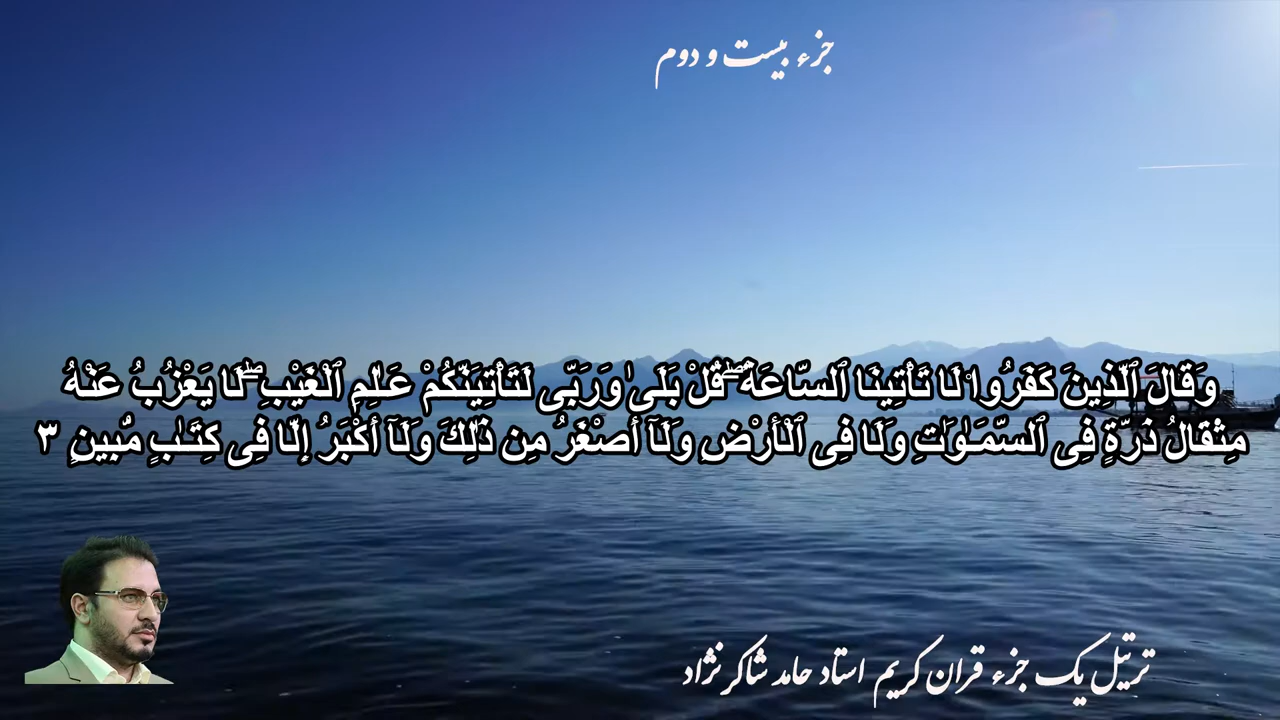 جزء بیست و دوم
وَقَالَ ٱلَّذِينَ كَفَرُوا۟ لَا تَأْتِينَا ٱلسَّاعَةُ ۖ قُلْ بَلَىٰ وَرَبِّى لَتَأْتِيَنَّكُمْ عَـٰلِمِ ٱلْغَيْبِ ۖ لَا يَعْزُبُ عَنْهُ
مِثْقَالُ ذَرَّةٍ فِى ٱلسَّمَـٰوَٰتِ وَلَا فِى ٱلْأَرْضِ وَلَآ أَصْغَرُ مِن ذَٰلِكَ وَلَآ أَكْبَرُ إِلَّا فِى كِتَـٰبٍ مُّبِينٍ ٣
ترتیل یک جزء قران کریم استاد حامد شاکرنژاد